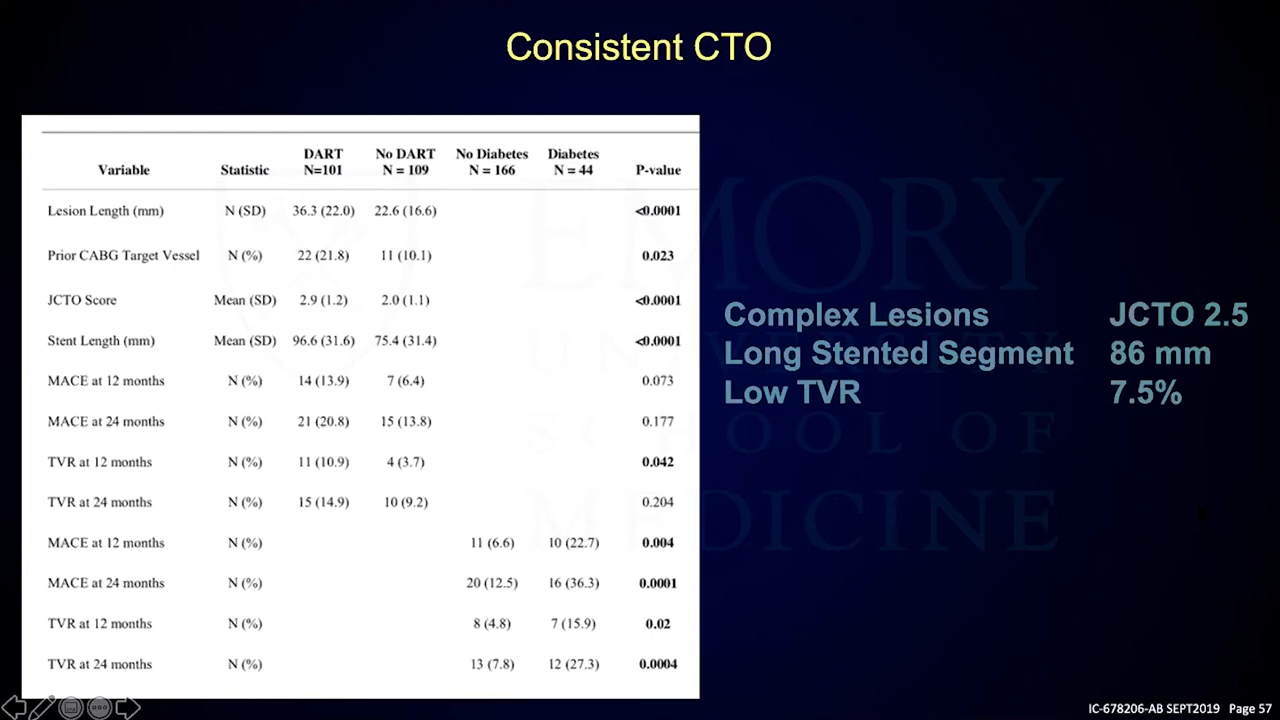 Consistent CTO
Variable Statistic DART N=101 No DART N = 109 No Diabetes N = 166 Diabetes N = 44 P-value
Lesion Length (mm) N (SD) 36.3 (22.0) 22.6 (16.6) <0.0001
Prior CABG Target Vessel N (%) 22 (21.8) 11 (10.1) 0.023
JCTO Score Mean (SD) 2.9 (1.2) 2.0 (1.1) <0.0001
Stent Length (mm) Mean (SD) 96.6 (31.6) 75.4 (31.4) <0.0001
MACE at 12 months N (%) 14 (13.9) 7 (6.4) 0.073
MACE at 24 months N (%) 21 (20.8) 15 (13.8) 0.177
TVR at 12 months N (%) 11 (10.9) 4 (3.7) 0.042
TVR at 24 months N (%) 15 (14.9) 10 (9.2) 0.204
MACE at 12 months N (%) 11 (6.6) 10 (22.7) 0.004
MACE at 24 months N (%) 20 (12.5) 16 (36.3) 0.0001
TVR at 12 months N (%) 8 (4.8) 7 (15.9) 0.02
TVR at 24 months N (%) 13 (7.8) 12 (27.3) 0.0004
Complex Lesions JCTO 2.5
Long Stented Segment 86 mm
Low TVR 7.5%
EMORY
UNIVERSITY
SCHOOL OF
MEDICINE
IC-678206-AB SEPT2019 Page 57